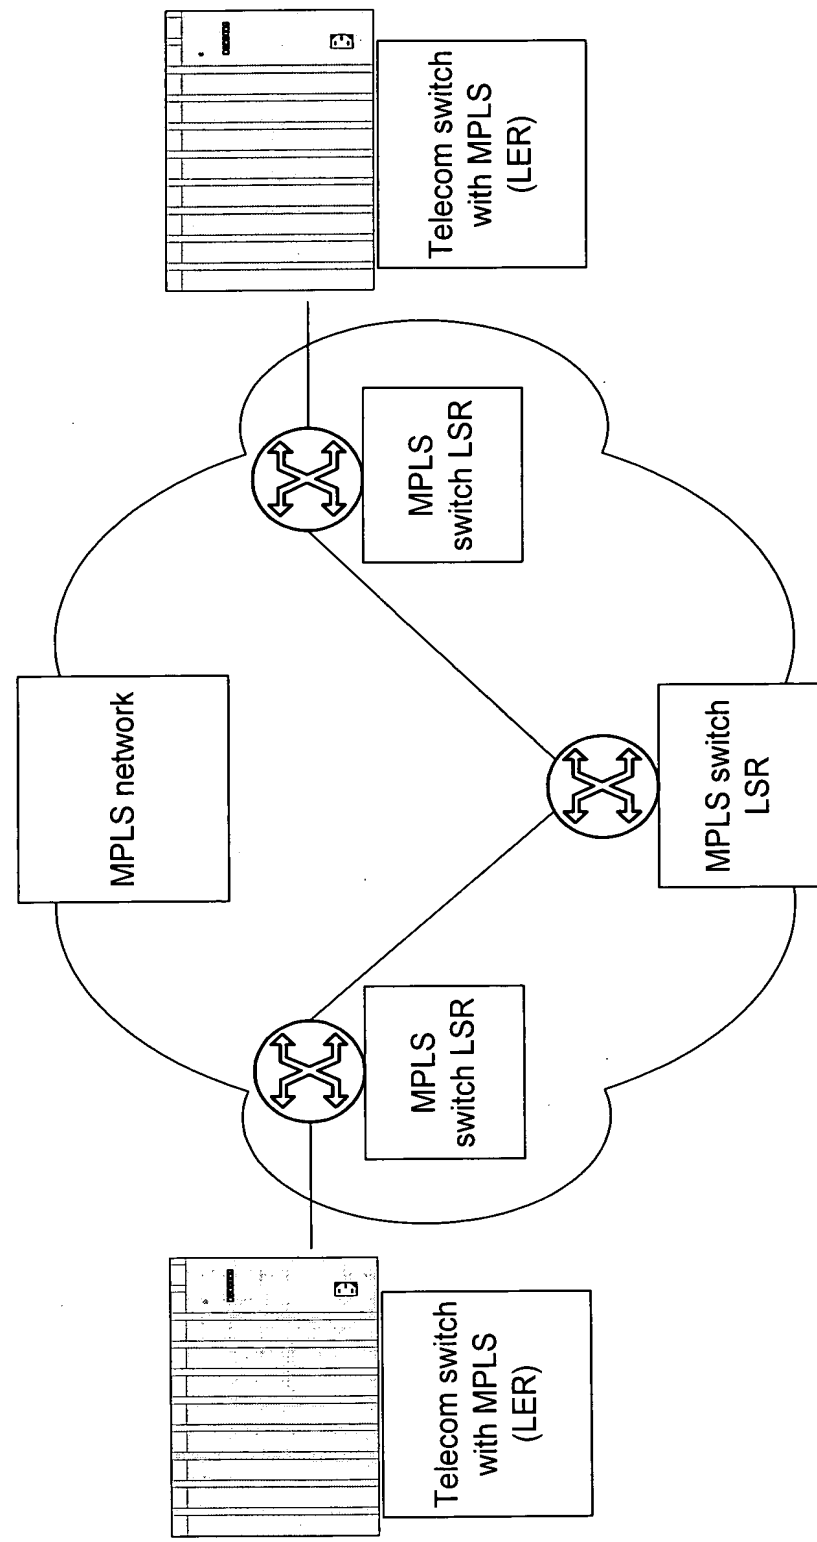 MPLS network
Telecom switch
with MPLS
(LER)
MPLS
switch LSR
MPLS switch
LSR
MPLS
switch LSR
Telecom switch
with MPLS
(LER)